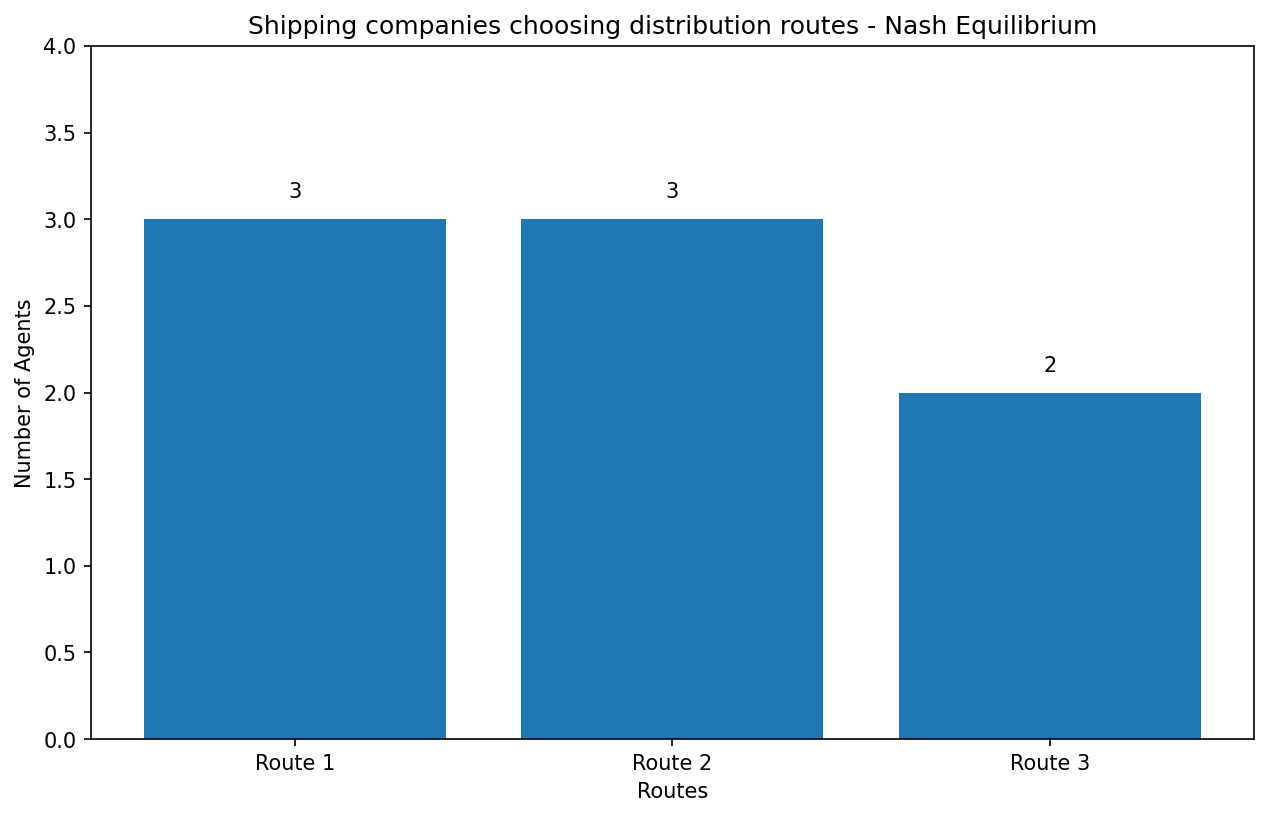 Shipping companies choosing distribution routes - Nash Equilibrium
4.0
3.5
3.0
2.5
2.0
1.5
1.0
0.5
0.0
Number of Agents
3
3
2
Route 1
Route 2
Route 3
Routes